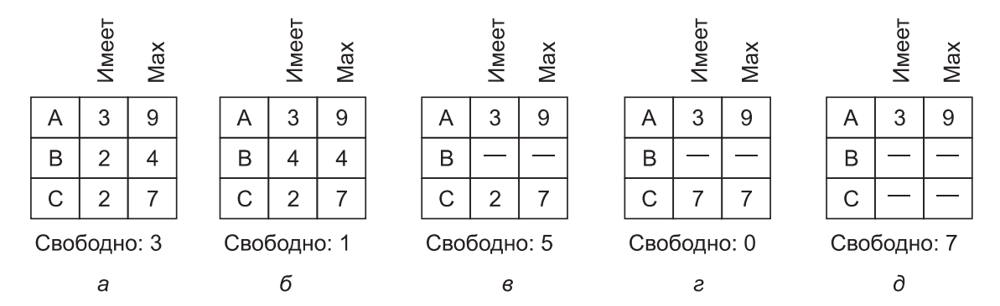 Имеет Max Имеет Max Имеет Max Имеет Max Имеет Max
A 3 9 A 3 9 A 3 9 A 3 9 A 3 9
B 2 4 B 4 4 B — — B — — B — —
C 2 7 C 2 7 C 2 7 C 7 7 C — —
Свободно: 3 Свободно: 1 Свободно: 5 Свободно: 0 Свободно: 7
а б в г д